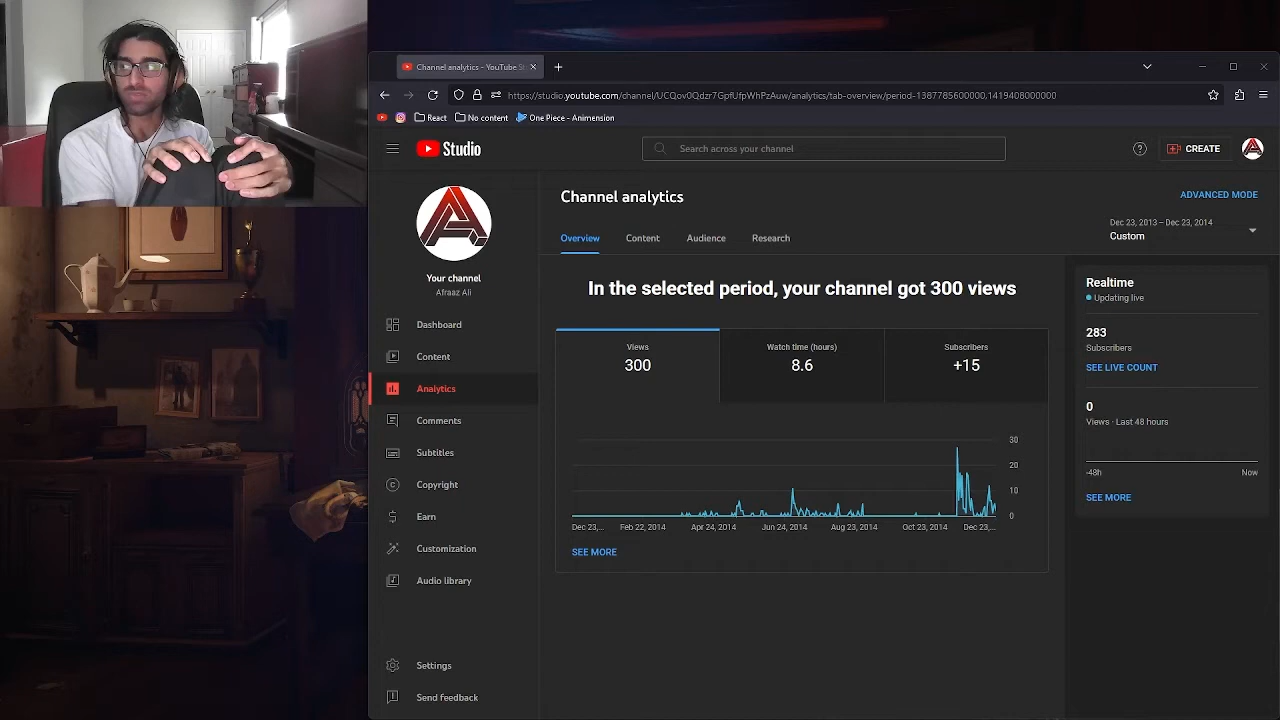 Channel analytics - YouTube S
https://studio.youtube.com/channel/UCQov0Qdzr7GpfUfpWhPzAuw/analytics/tab-overview/period-1387785600000,1419408000000
React
No content
One Piece - Animension
Studio
Search across your channel
CREATE
Your channel
Afraaz Ali
Dashboard
Content
Analytics
Comments
Subtitles
Copyright
Earn
Customization
Audio library
Settings
Send feedback
Channel analytics
ADVANCED MODE
Overview
Content
Audience
Research
Dec 23, 2013 – Dec 23, 2014
Custom
In the selected period, your channel got 300 views
Views
300
Watch time (hours)
8.6
Subscribers
+15
30
20
10
0
Dec 23,...
Feb 22, 2014
Apr 24, 2014
Jun 24, 2014
Aug 23, 2014
Oct 23, 2014
Dec 23,...
SEE MORE
Realtime
Updating live
283
Subscribers
SEE LIVE COUNT
0
Views · Last 48 hours
-48h
Now
SEE MORE